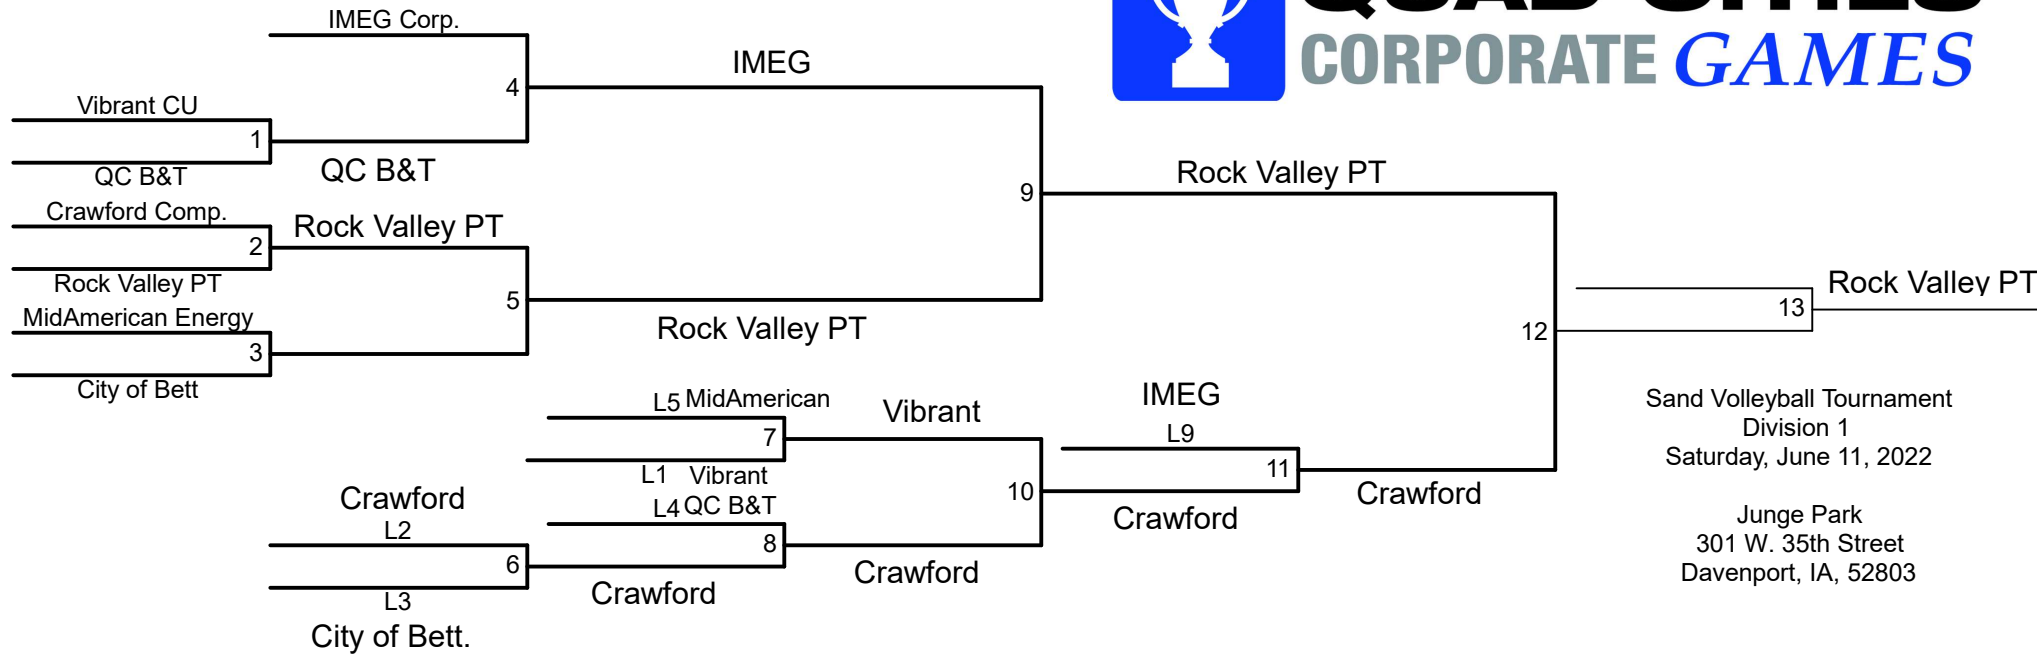 QUAD CITIES
CORPORATE GAMES
IMEG Corp.
IMEG
4
Vibrant CU
1
QC B&T
QC B&T
Crawford Comp.
Rock Valley PT
2
Rock Valley PT
MidAmerican Energy
3
City of Bett
5
Rock Valley PT
9
Rock Valley PT
12
13
Rock Valley PT
L5 MidAmerican
7
L1 Vibrant
Vibrant
L4 QC B&T
8
Crawford
L2
6
L3
City of Bett.
Crawford
10
Crawford
IMEG
L9
11
Crawford
Crawford
Sand Volleyball Tournament
Division 1
Saturday, June 11, 2022
Junge Park
301 W. 35th Street
Davenport, IA, 52803